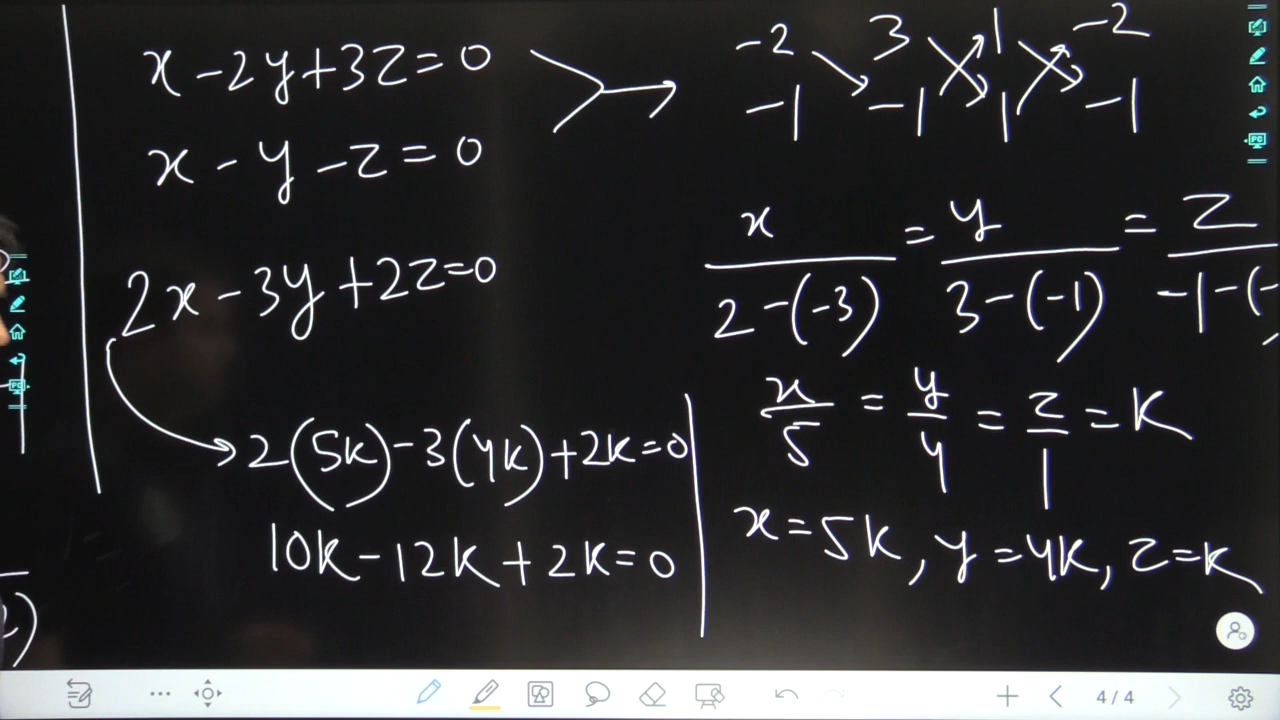 x - 2y + 3z = 0
x - y - z = 0
2x - 3y + 2z = 0
2(5k) - 3(4k) + 2k = 0
10k - 12k + 2k = 0
-2 3 1 -2
-1 -1 1 -1
x/2-(-3) = y/3-(-1) = z/-1-(-
x/5 = y/4 = z/1 = k
x = 5k, y = 4k, z = k
4/4